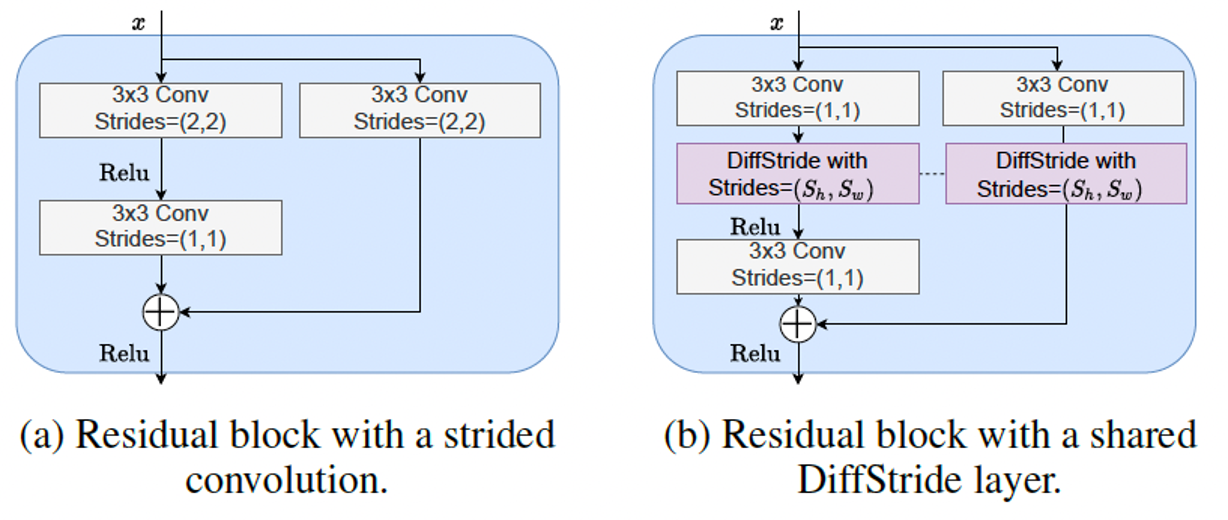 x
3x3 Conv
Strides=(2,2)
3x3 Conv
Strides=(2,2)
Relu
3x3 Conv
Strides=(1,1)
Relu
(a) Residual block with a strided
convolution.
x
3x3 Conv
Strides=(1,1)
3x3 Conv
Strides=(1,1)
DiffStride with
Strides=(S_h, S_w)
DiffStride with
Strides=(S_h, S_w)
Relu
3x3 Conv
Strides=(1,1)
Relu
(b) Residual block with a shared
DiffStride layer.